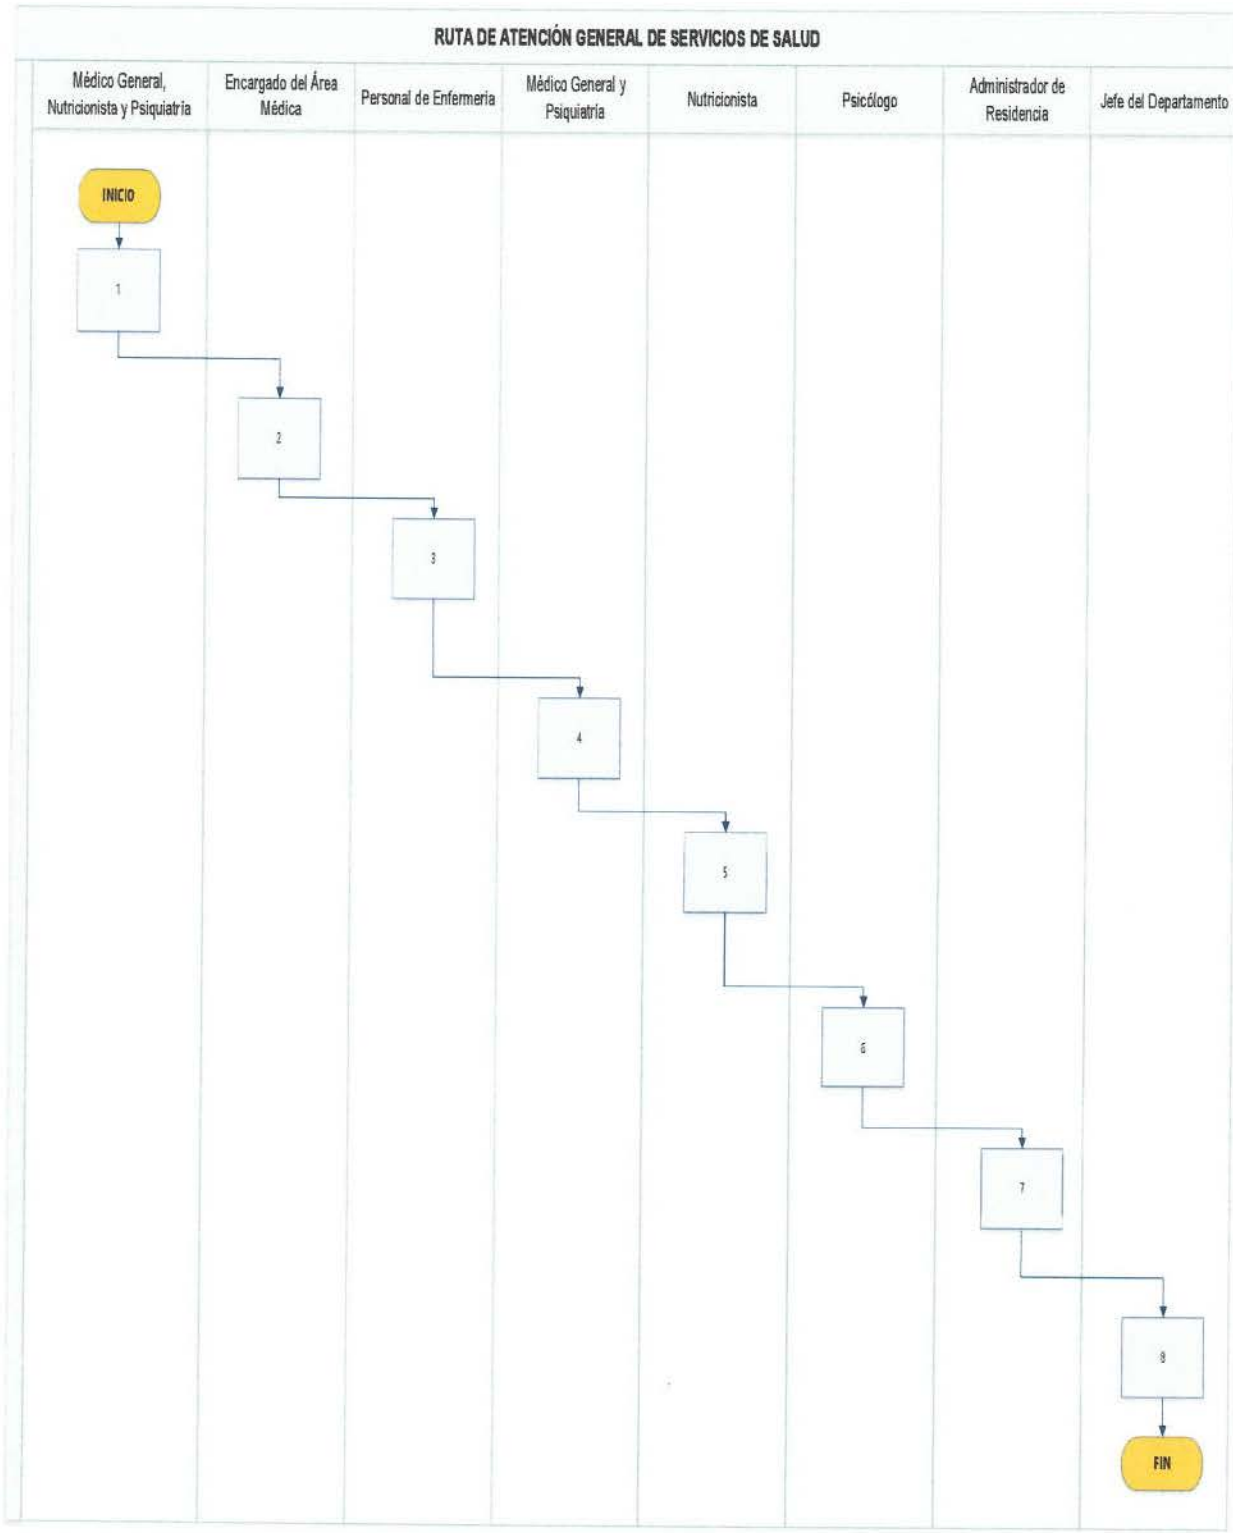 RUTA DE ATENCIÓN GENERAL DE SERVICIOS DE SALUD
Médico General,
Nutricionista y Psiquiatría
Encargado del Área
Médica
Personal de Enfermería
Médico General y
Psiquiatría
Nutricionista
Psicólogo
Administrador de
Residencia
Jefe del Departamento
INICIO
1
2
3
4
5
6
7
8
FIN